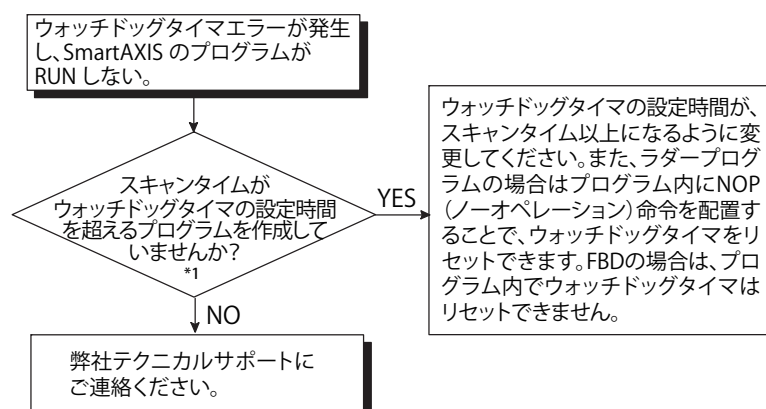 ウォッチドッグタイマエラーが発生
し、SmartAXIS のプログラムが
RUN しない。
スキャンタイムが
ウォッチドッグタイマの設定時間
を超えるプログラムを作成して
いませんか？
*1
YES
ウォッチドッグタイマの設定時間が、
スキャンタイム以上になるように変
更してください。また、ラダープログ
ラムの場合はプログラム内にNOP
（ノーオペレーション）命令を配置す
ることで、ウォッチドッグタイマをリ
セットできます。FBDの場合は、プロ
グラム内でウォッチドッグタイマは
リセットできません。
NO
弊社テクニカルサポートに
ご連絡ください。